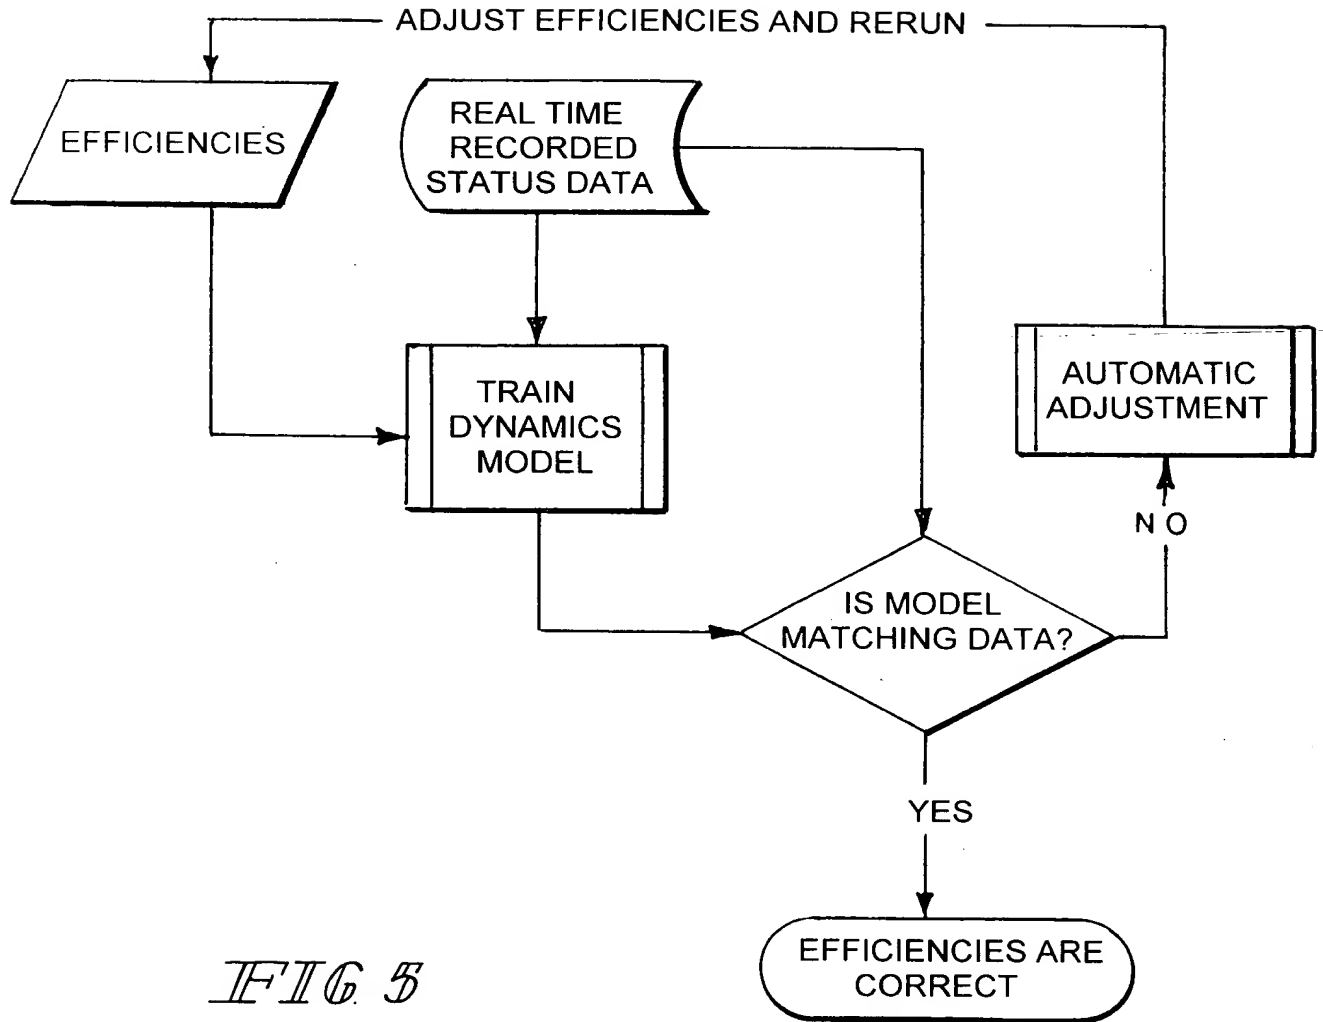 ADJUST EFFICIENCIES AND RERUN
EFFICIENCIES
REAL TIME
RECORDED
STATUS DATA
TRAIN
DYNAMICS
MODEL
AUTOMATIC
ADJUSTMENT
NO
IS MODEL
MATCHING DATA?
YES
EFFICIENCIES ARE
CORRECT
FIG. 5